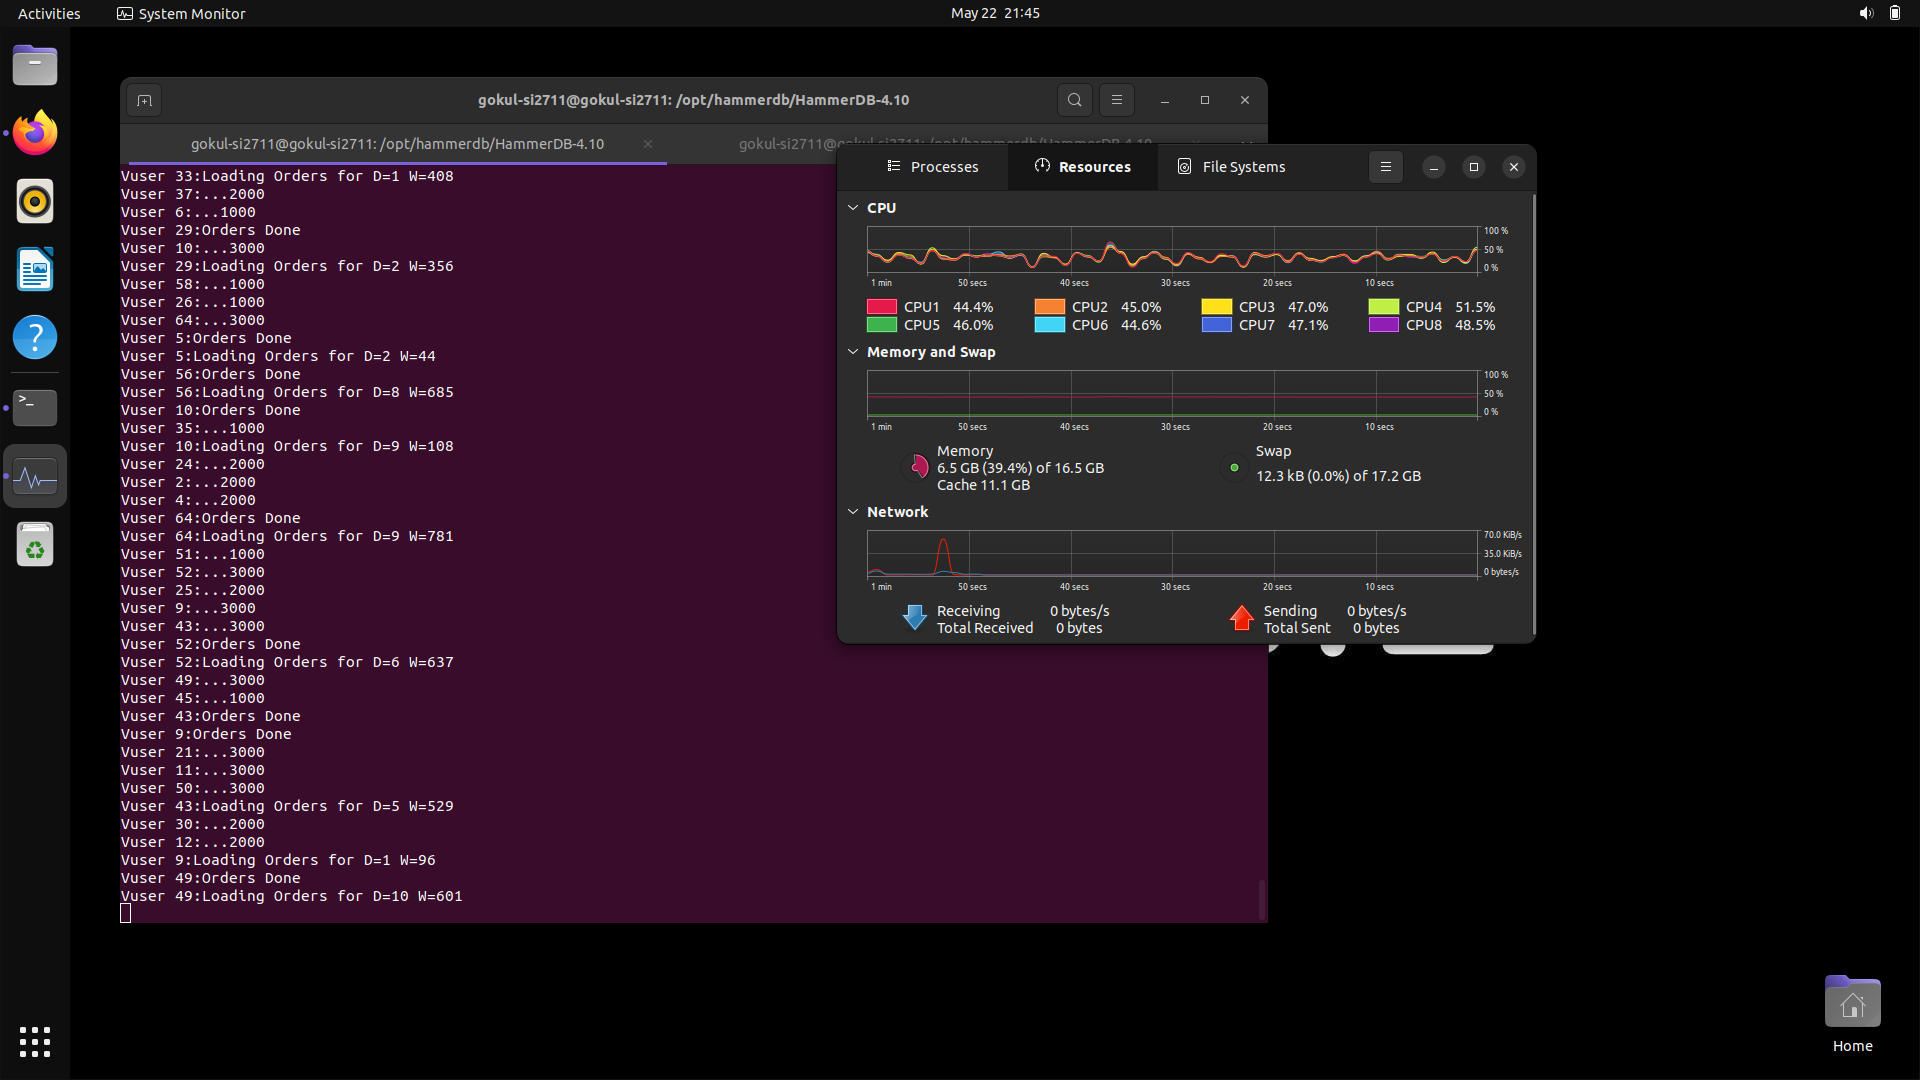 Activities
System Monitor
May 22 21:45
gokul-si2711@gokul-si2711: /opt/hammerdb/HammerDB-4.10
gokul-si2711@gokul-si2711: /opt/hammerdb/HammerDB-4.10
gokul-si2711@gokul-si2711: /opt/hammerdb/HammerDB-4.10
Vuser 33:Loading Orders for D=1 W=408
Vuser 37:...2000
Vuser 6:...1000
Vuser 29:Orders Done
Vuser 10:...3000
Vuser 29:Loading Orders for D=2 W=356
Vuser 58:...1000
Vuser 26:...1000
Vuser 64:...3000
Vuser 5:Orders Done
Vuser 5:Loading Orders for D=2 W=44
Vuser 56:Orders Done
Vuser 56:Loading Orders for D=8 W=685
Vuser 10:Orders Done
Vuser 35:...1000
Vuser 10:Loading Orders for D=9 W=108
Vuser 24:...2000
Vuser 2:...2000
Vuser 4:...2000
Vuser 64:Orders Done
Vuser 64:Loading Orders for D=9 W=781
Vuser 51:...1000
Vuser 52:...3000
Vuser 25:...2000
Vuser 9:...3000
Vuser 43:...3000
Vuser 52:Orders Done
Vuser 52:Loading Orders for D=6 W=637
Vuser 49:...3000
Vuser 45:...1000
Vuser 43:Orders Done
Vuser 9:Orders Done
Vuser 21:...3000
Vuser 11:...3000
Vuser 50:...3000
Vuser 43:Loading Orders for D=5 W=529
Vuser 30:...2000
Vuser 12:...2000
Vuser 9:Loading Orders for D=1 W=96
Vuser 49:Orders Done
Vuser 49:Loading Orders for D=10 W=601
Processes
Resources
File Systems
CPU
100 %
50 %
0 %
1 min 50 secs 40 secs 30 secs 20 secs 10 secs
CPU1 44.4% CPU2 45.0% CPU3 47.0% CPU4 51.5%
CPU5 46.0% CPU6 44.6% CPU7 47.1% CPU8 48.5%
Memory and Swap
100 %
50 %
0 %
1 min 50 secs 40 secs 30 secs 20 secs 10 secs
Memory
6.5 GB (39.4%) of 16.5 GB
Cache 11.1 GB
Swap
12.3 kB (0.0%) of 17.2 GB
Network
70.0 KiB/s
35.0 KiB/s
0 bytes/s
1 min 50 secs 40 secs 30 secs 20 secs 10 secs
Receiving 0 bytes/s
Total Received 0 bytes
Sending 0 bytes/s
Total Sent 0 bytes
Home